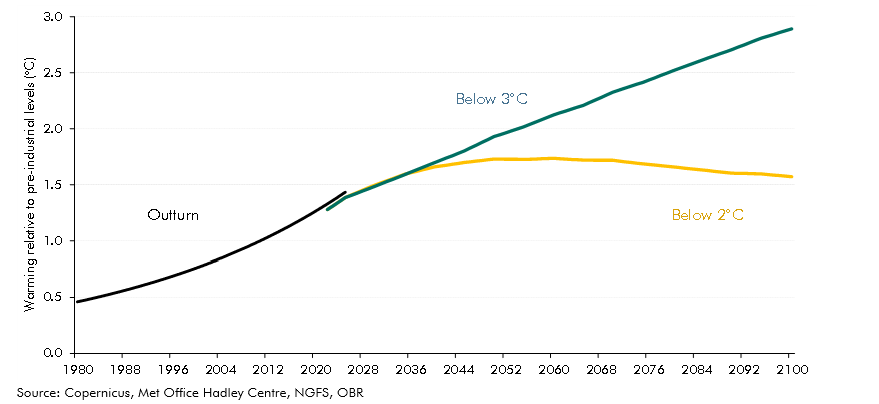 3.0
2.5
2.0
1.5
1.0
0.5
0.0
Warming relative to pre-industrial levels (°C)
Below 3°C
Below 2°C
Outturn
1980 1988 1996 2004 2012 2020 2028 2036 2044 2052 2060 2068 2076 2084 2092 2100
Source: Copernicus, Met Office Hadley Centre, NGFS, OBR